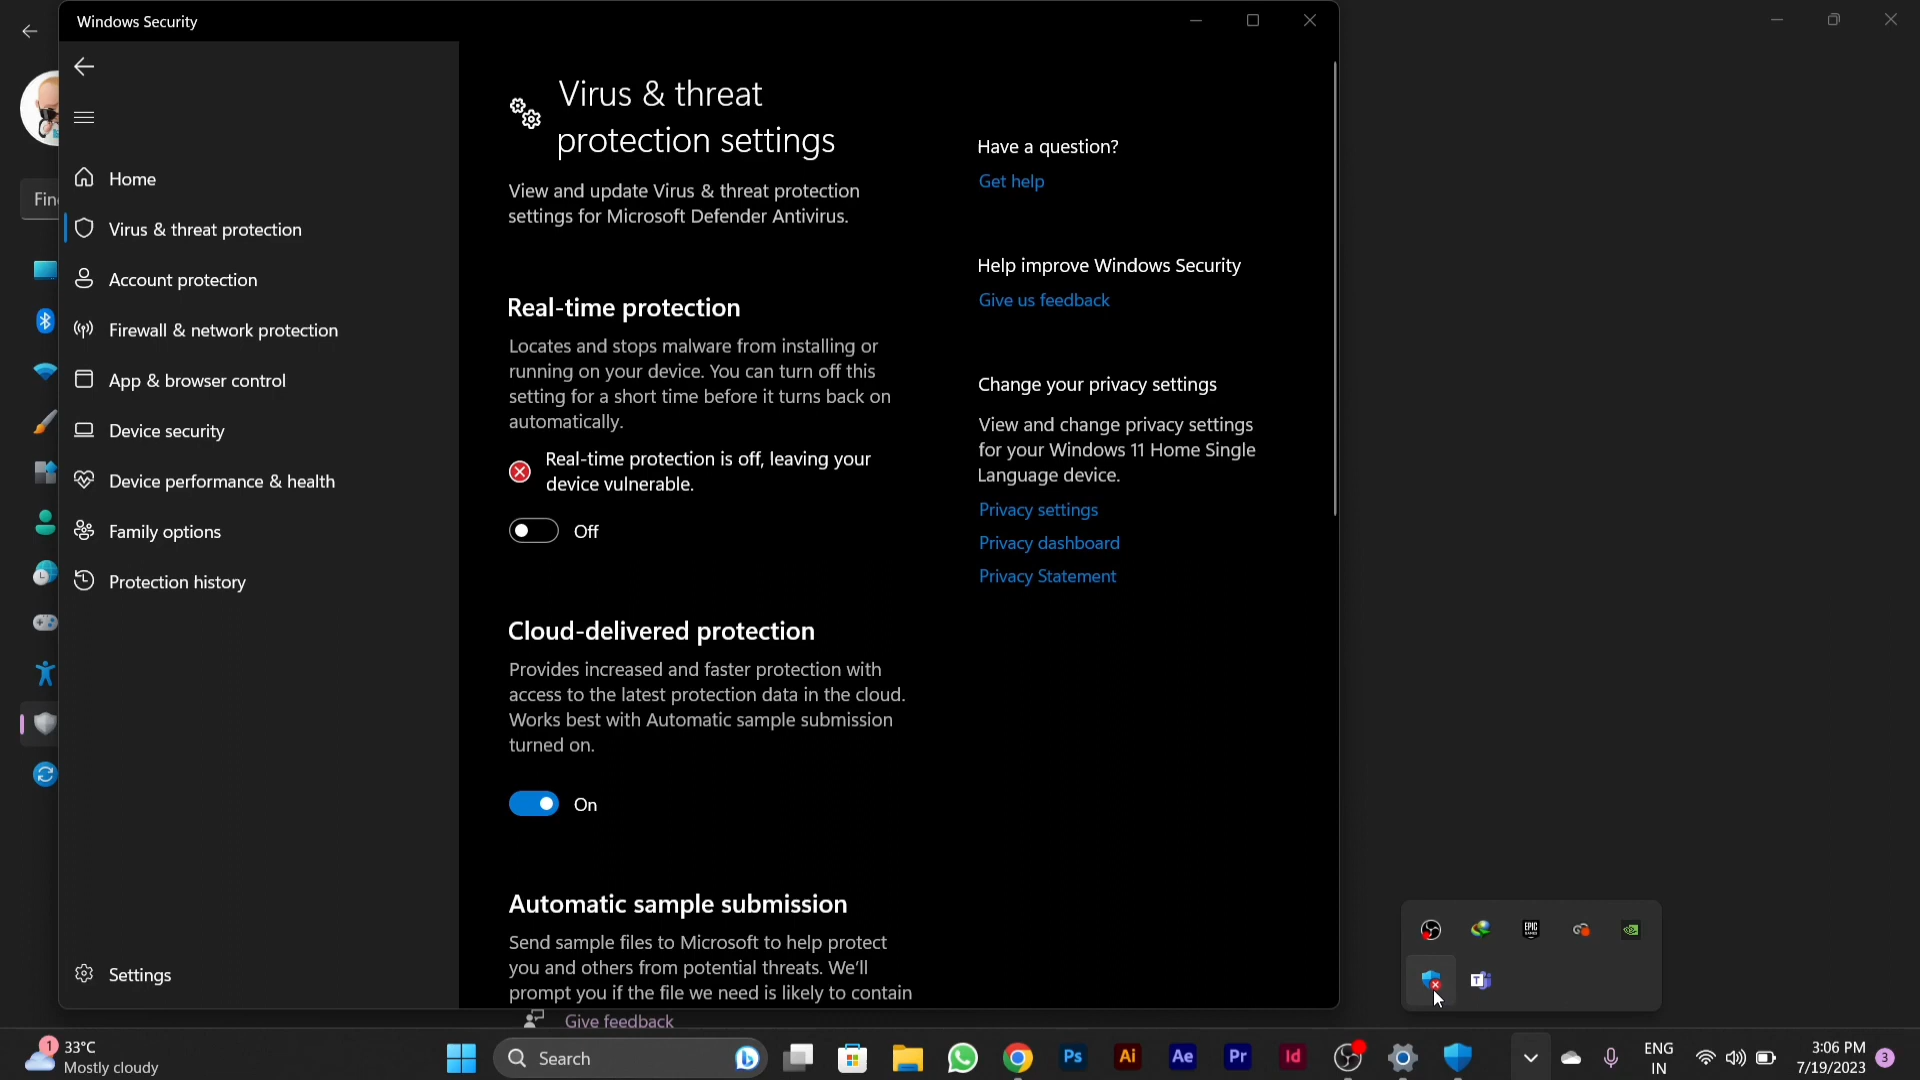 Windows Security
Home
Virus & threat protection
Account protection
Firewall & network protection
App & browser control
Device security
Device performance & health
Family options
Protection history
Settings
Virus & threat
protection settings
View and update Virus & threat protection
settings for Microsoft Defender Antivirus.
Real-time protection
Locates and stops malware from installing or
running on your device. You can turn off this
setting for a short time before it turns back on
automatically.
Real-time protection is off, leaving your
device vulnerable.
Off
Cloud-delivered protection
Provides increased and faster protection with
access to the latest protection data in the cloud.
Works best with Automatic sample submission
turned on.
On
Automatic sample submission
Send sample files to Microsoft to help protect
you and others from potential threats. We'll
prompt you if the file we need is likely to contain
Have a question?
Get help
Help improve Windows Security
Give us feedback
Change your privacy settings
View and change privacy settings
for your Windows 11 Home Single
Language device.
Privacy settings
Privacy dashboard
Privacy Statement
Fin
Give feedback
EPIC
T
1
33°C
Mostly cloudy
Search
Ps
Ai
Ae
Pr
Id
ENG
IN
3:06 PM
7/19/2023
3